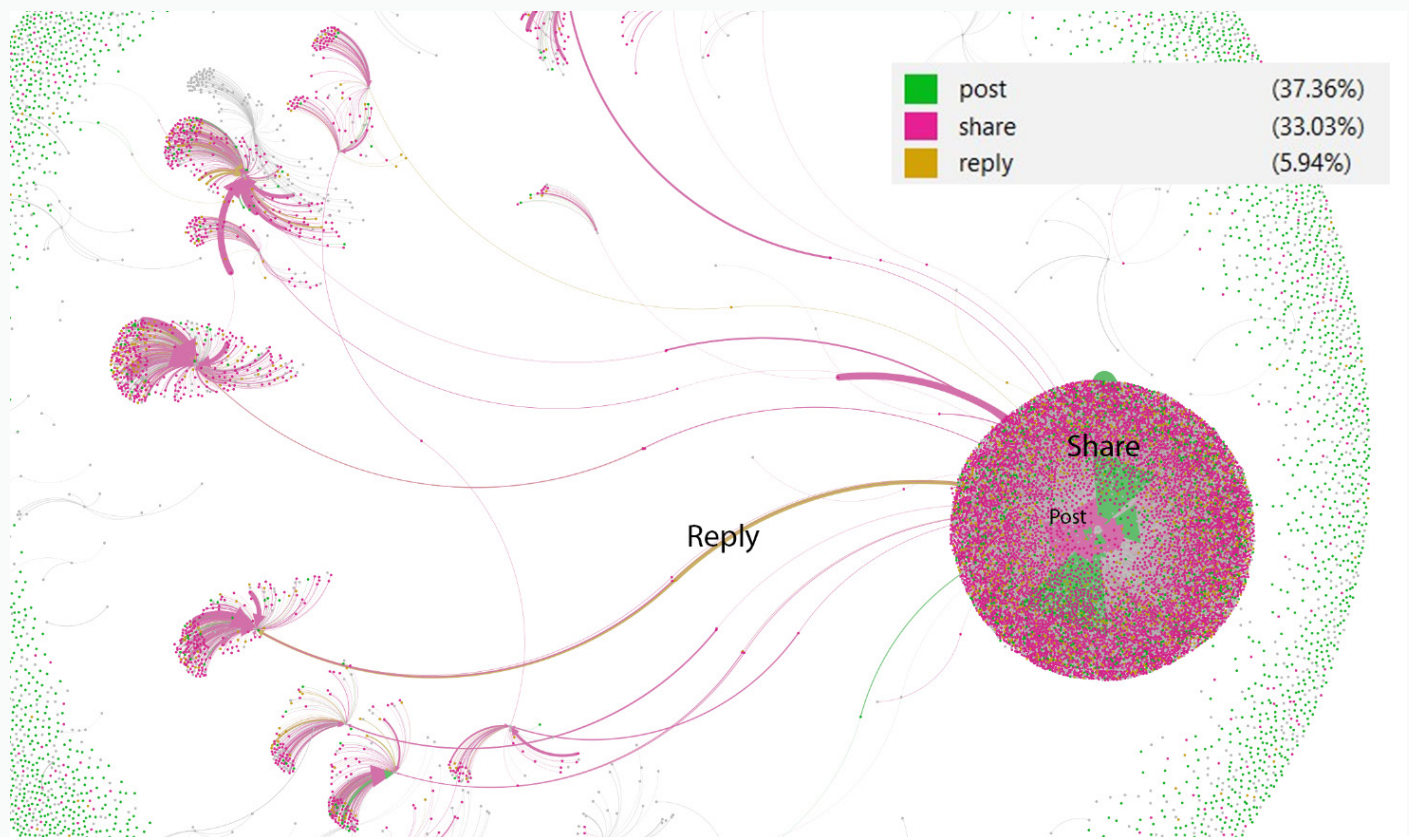 post (37.36%)
share (33.03%)
reply (5.94%)
Share
Post
Reply